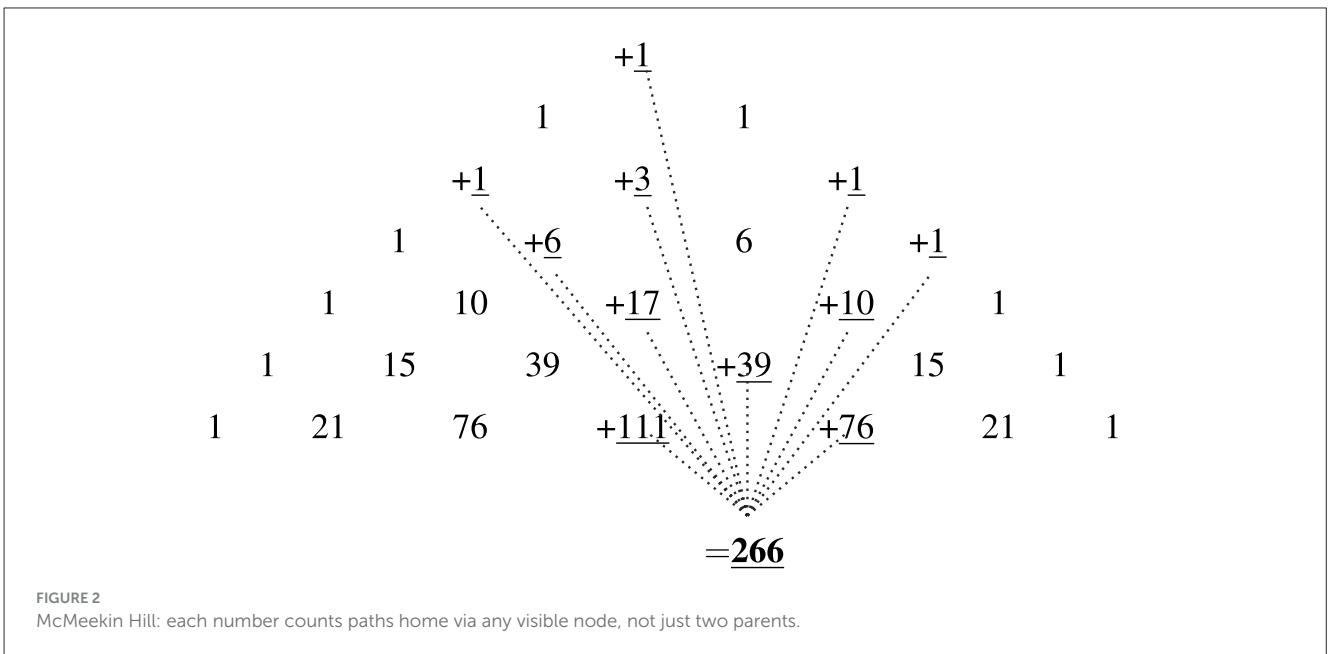 +1
1 1
+1 +3 +1
1 +6 6 +1
1 10 +17 +10 1
1 15 39 +39 15 1
1 21 76 +111 +76 21 1
=266
FIGURE 2
McMeekin Hill: each number counts paths home via any visible node, not just two parents.